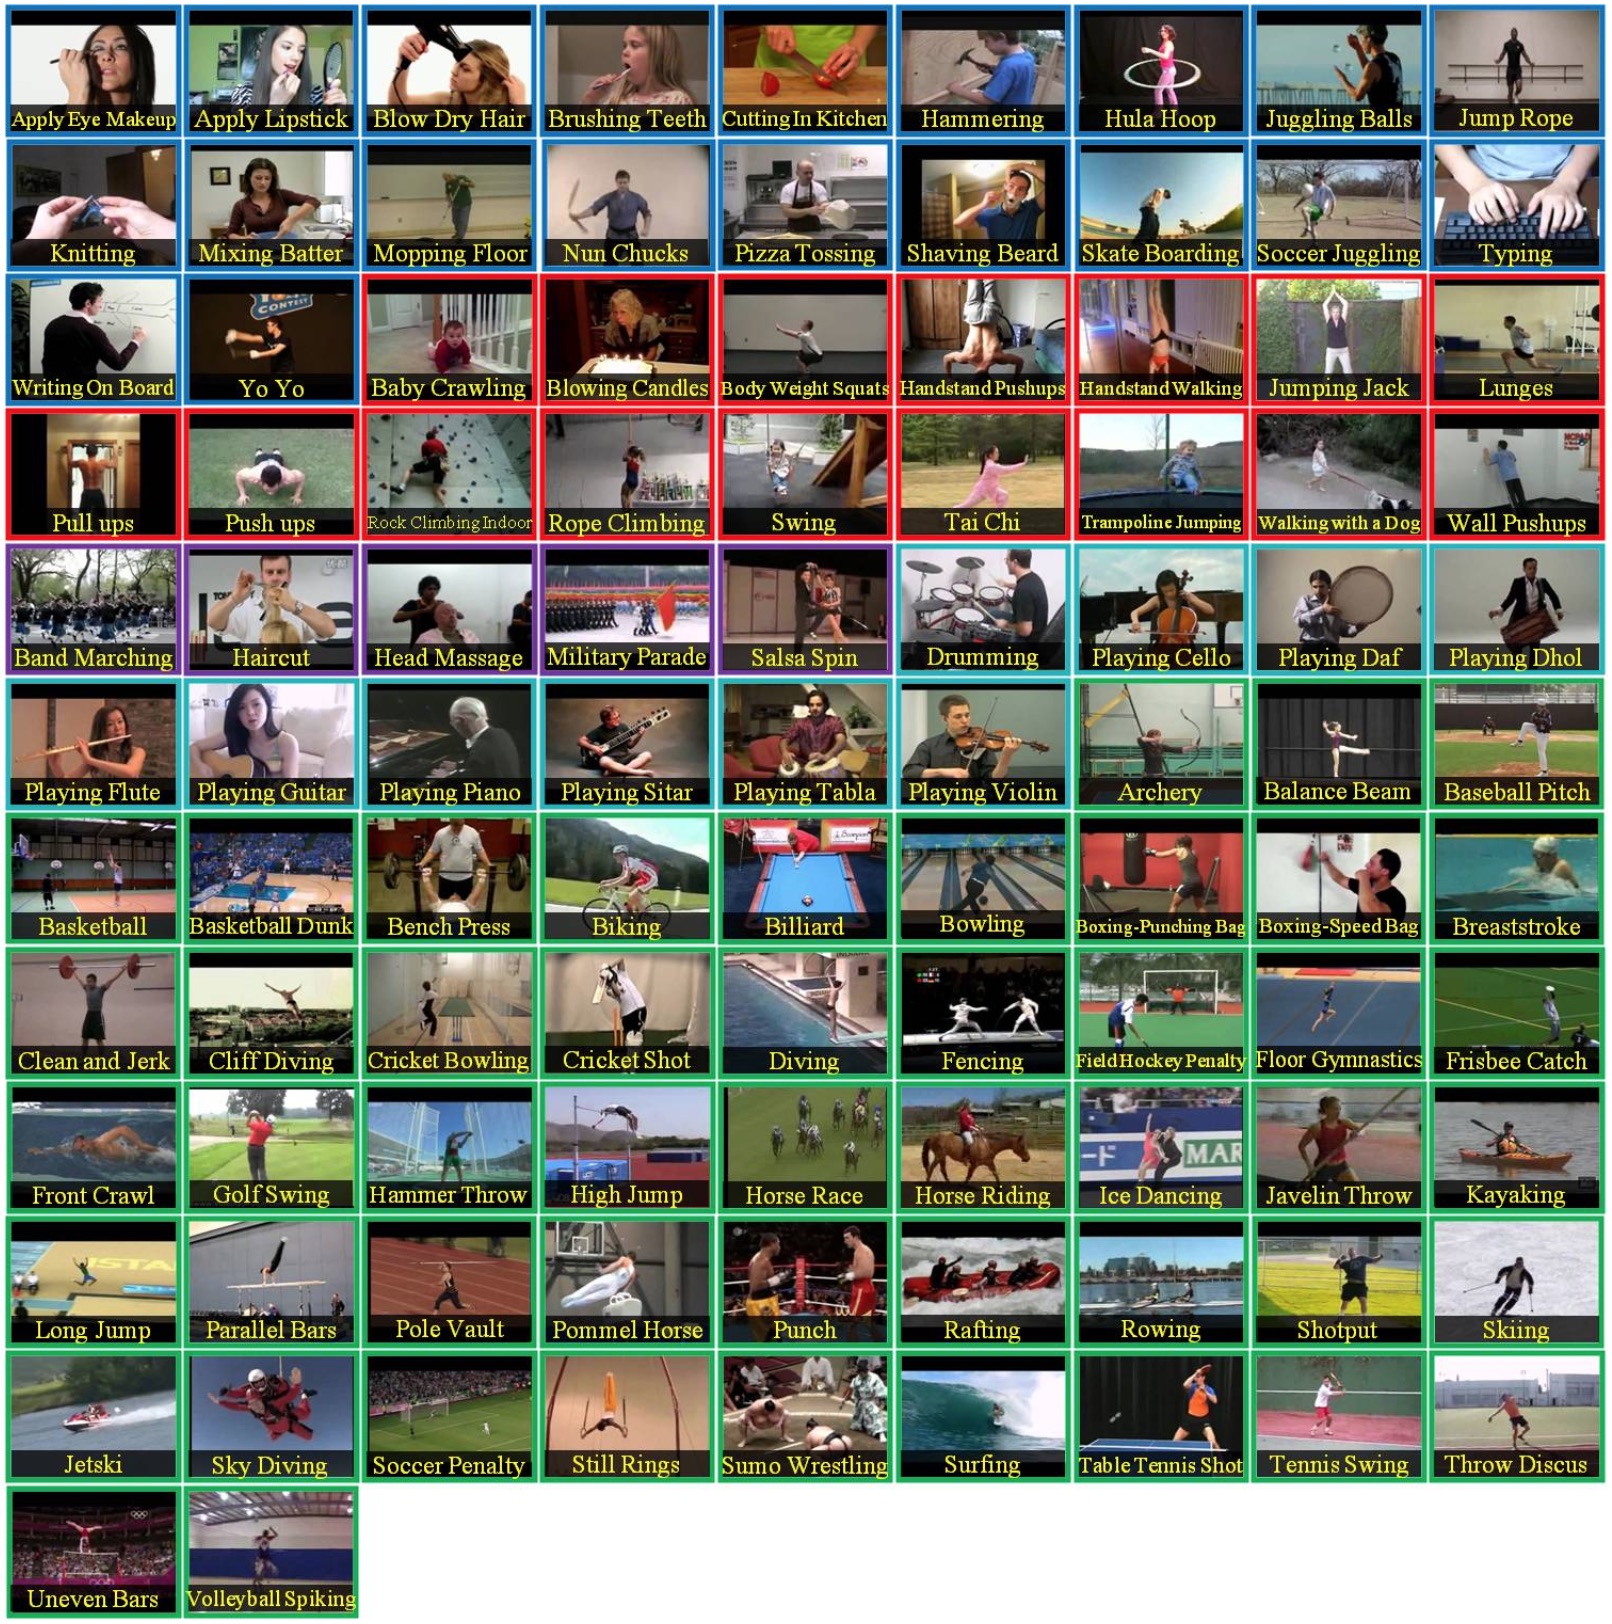 Apply Eye Makeup
Apply Lipstick
Blow Dry Hair
Brushing Teeth
Cutting In Kitchen
Hammering
Hula Hoop
Juggling Balls
Jump Rope
Knitting
Mixing Batter
Mopping Floor
Nun Chucks
Pizza Tossing
Shaving Beard
Skate Boarding
Soccer Juggling
Typing
Writing On Board
CONTEST
Yo Yo
Baby Crawling
Blowing Candles
Body Weight Squats
Handstand Pushups
Handstand Walking
Jumping Jack
Lunges
Pull ups
Push ups
Rock Climbing Indoor
Rope Climbing
Swing
Tai Chi
Trampoline Jumping
Walking with a Dog
Wall Pushups
Band Marching
Haircut
Head Massage
Military Parade
Salsa Spin
Drumming
Playing Cello
Playing Daf
Playing Dhol
Playing Flute
Playing Guitar
Playing Piano
Playing Sitar
Playing Tabla
Playing Violin
Archery
Balance Beam
Baseball Pitch
Basketball
Basketball Dunk
Bench Press
Biking
Billiard
Bowling
Boxing-Punching Bag
Boxing-Speed Bag
Breaststroke
Clean and Jerk
Cliff Diving
Cricket Bowling
Cricket Shot
Diving
Fencing
Field Hockey Penalty
Floor Gymnastics
Frisbee Catch
Front Crawl
Golf Swing
Hammer Throw
High Jump
Horse Race
Horse Riding
MAR
Ice Dancing
Javelin Throw
Kayaking
ISTA
Long Jump
Parallel Bars
Pole Vault
Pommel Horse
Punch
Rafting
Rowing
Shotput
Skiing
Jetski
Sky Diving
Soccer Penalty
Still Rings
Sumo Wrestling
Surfing
Table Tennis Shot
Tennis Swing
Throw Discus
Uneven Bars
Volleyball Spiking